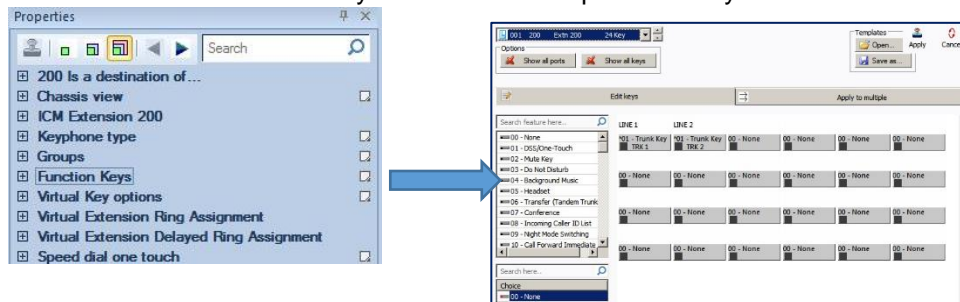 Properties
Search
200 Is a destination of...
Chassis view
ICM Extension 200
Keyphone type
Groups
Function Keys
Virtual Key options
Virtual Extension Ring Assignment
Virtual Extension Delayed Ring Assignment
Speed dial one touch
001 200 Extn 200 24 Key
Options
Show all ports Show all keys
Templates
Open... Apply Cance
Save as...
Edit keys Apply to multiple
Search feature here...
00 - None
01 - DSS/One-Touch
02 - Mute Key
03 - Do Not Disturb
04 - Background Music
05 - Headset
06 - Transfer (Tandem Trunk
07 - Conference
08 - Incoming Caller ID List
09 - Night Mode Switching
10 - Call Forward Immediate
Search here...
Choice
00 - None
LINE 1 LINE 2
*01 - Trunk Key *01 - Trunk Key 00 - None 00 - None 00 - None 00 - None
TRK 1 TRK 2
00 - None 00 - None 00 - None 00 - None 00 - None 00 - None
00 - None 00 - None 00 - None 00 - None 00 - None 00 - None
00 - None 00 - None 00 - None 00 - None 00 - None 00 - None